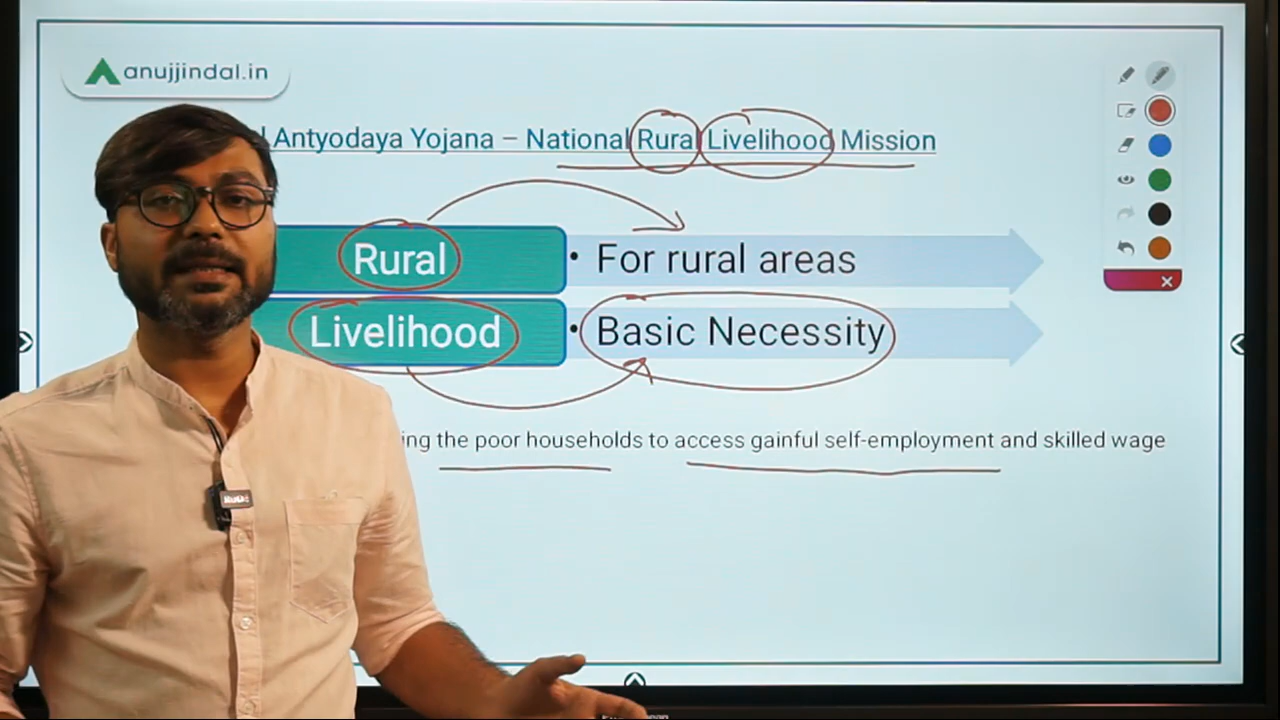 anujjindal.in
Antyodaya Yojana – National Rural Livelihood Mission
Rural
• For rural areas
Livelihood
• Basic Necessity
ing the poor households to access gainful self-employment and skilled wage